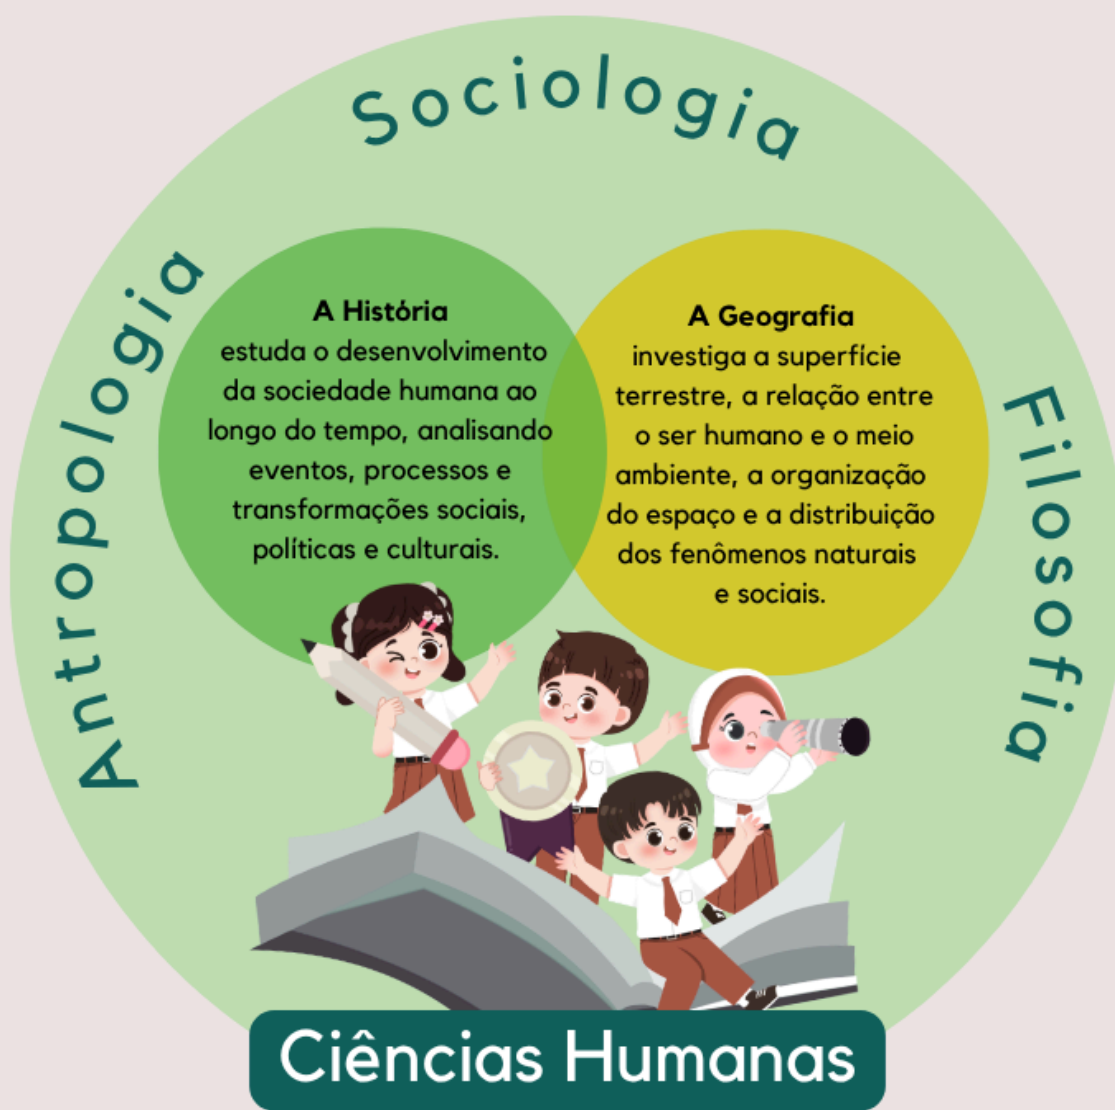 Sociologia
Antropologia
Filosofia
A História
estuda o desenvolvimento
da sociedade humana ao
longo do tempo, analisando
eventos, processos e
transformações sociais,
políticas e culturais.
A Geografia
investiga a superfície
terrestre, a relação entre
o ser humano e o meio
ambiente, a organização
do espaço e a distribuição
dos fenômenos naturais
e sociais.
Ciências Humanas